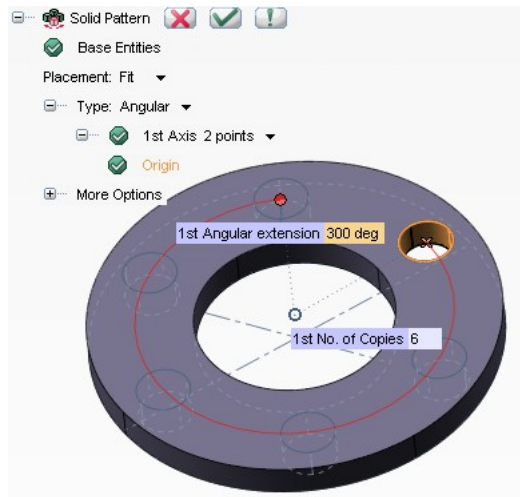 Solid Pattern
Base Entities
Placement: Fit
Type: Angular
1st Axis 2 points
Origin
More Options
1st Angular extension 300 deg
1st No. of Copies 6